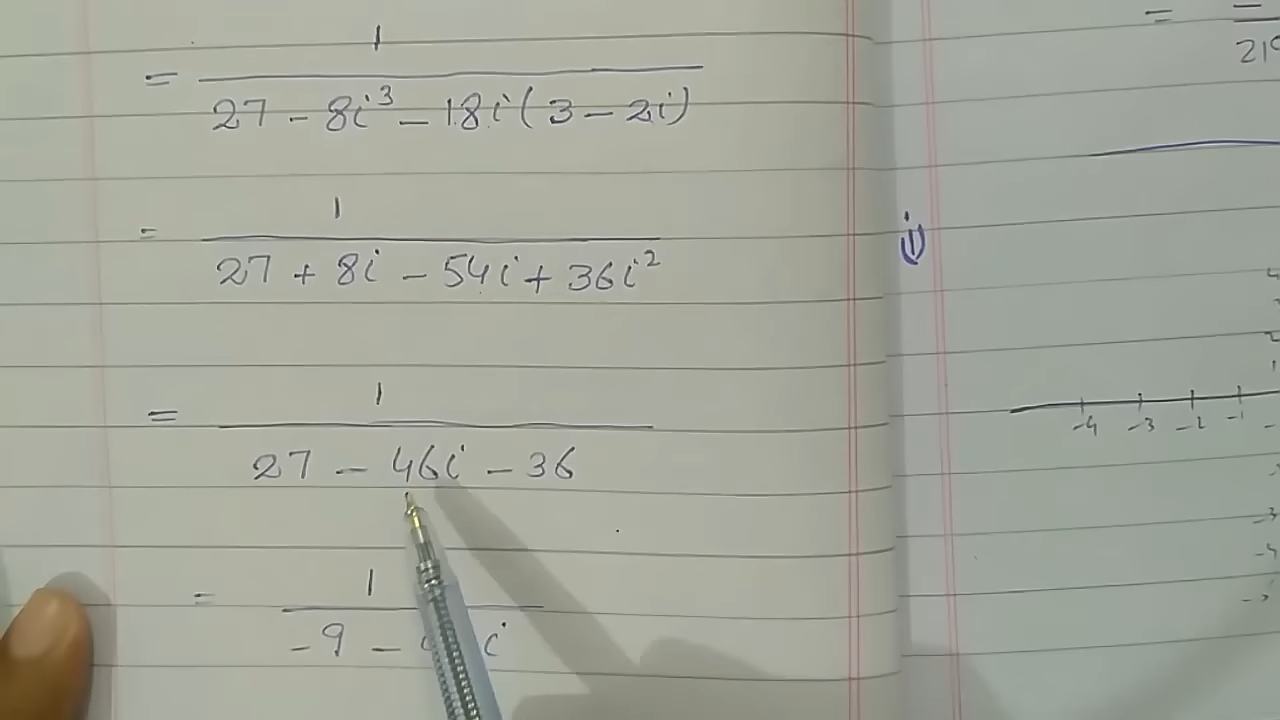 = 1 / 27 - 8i³ - 18i(3 - 2i)
= 1 / 27 + 8i - 54i + 36i²
= 1 / 27 - 46i - 36
= 1 / -9 - i
=
-4 -3 -2 -1